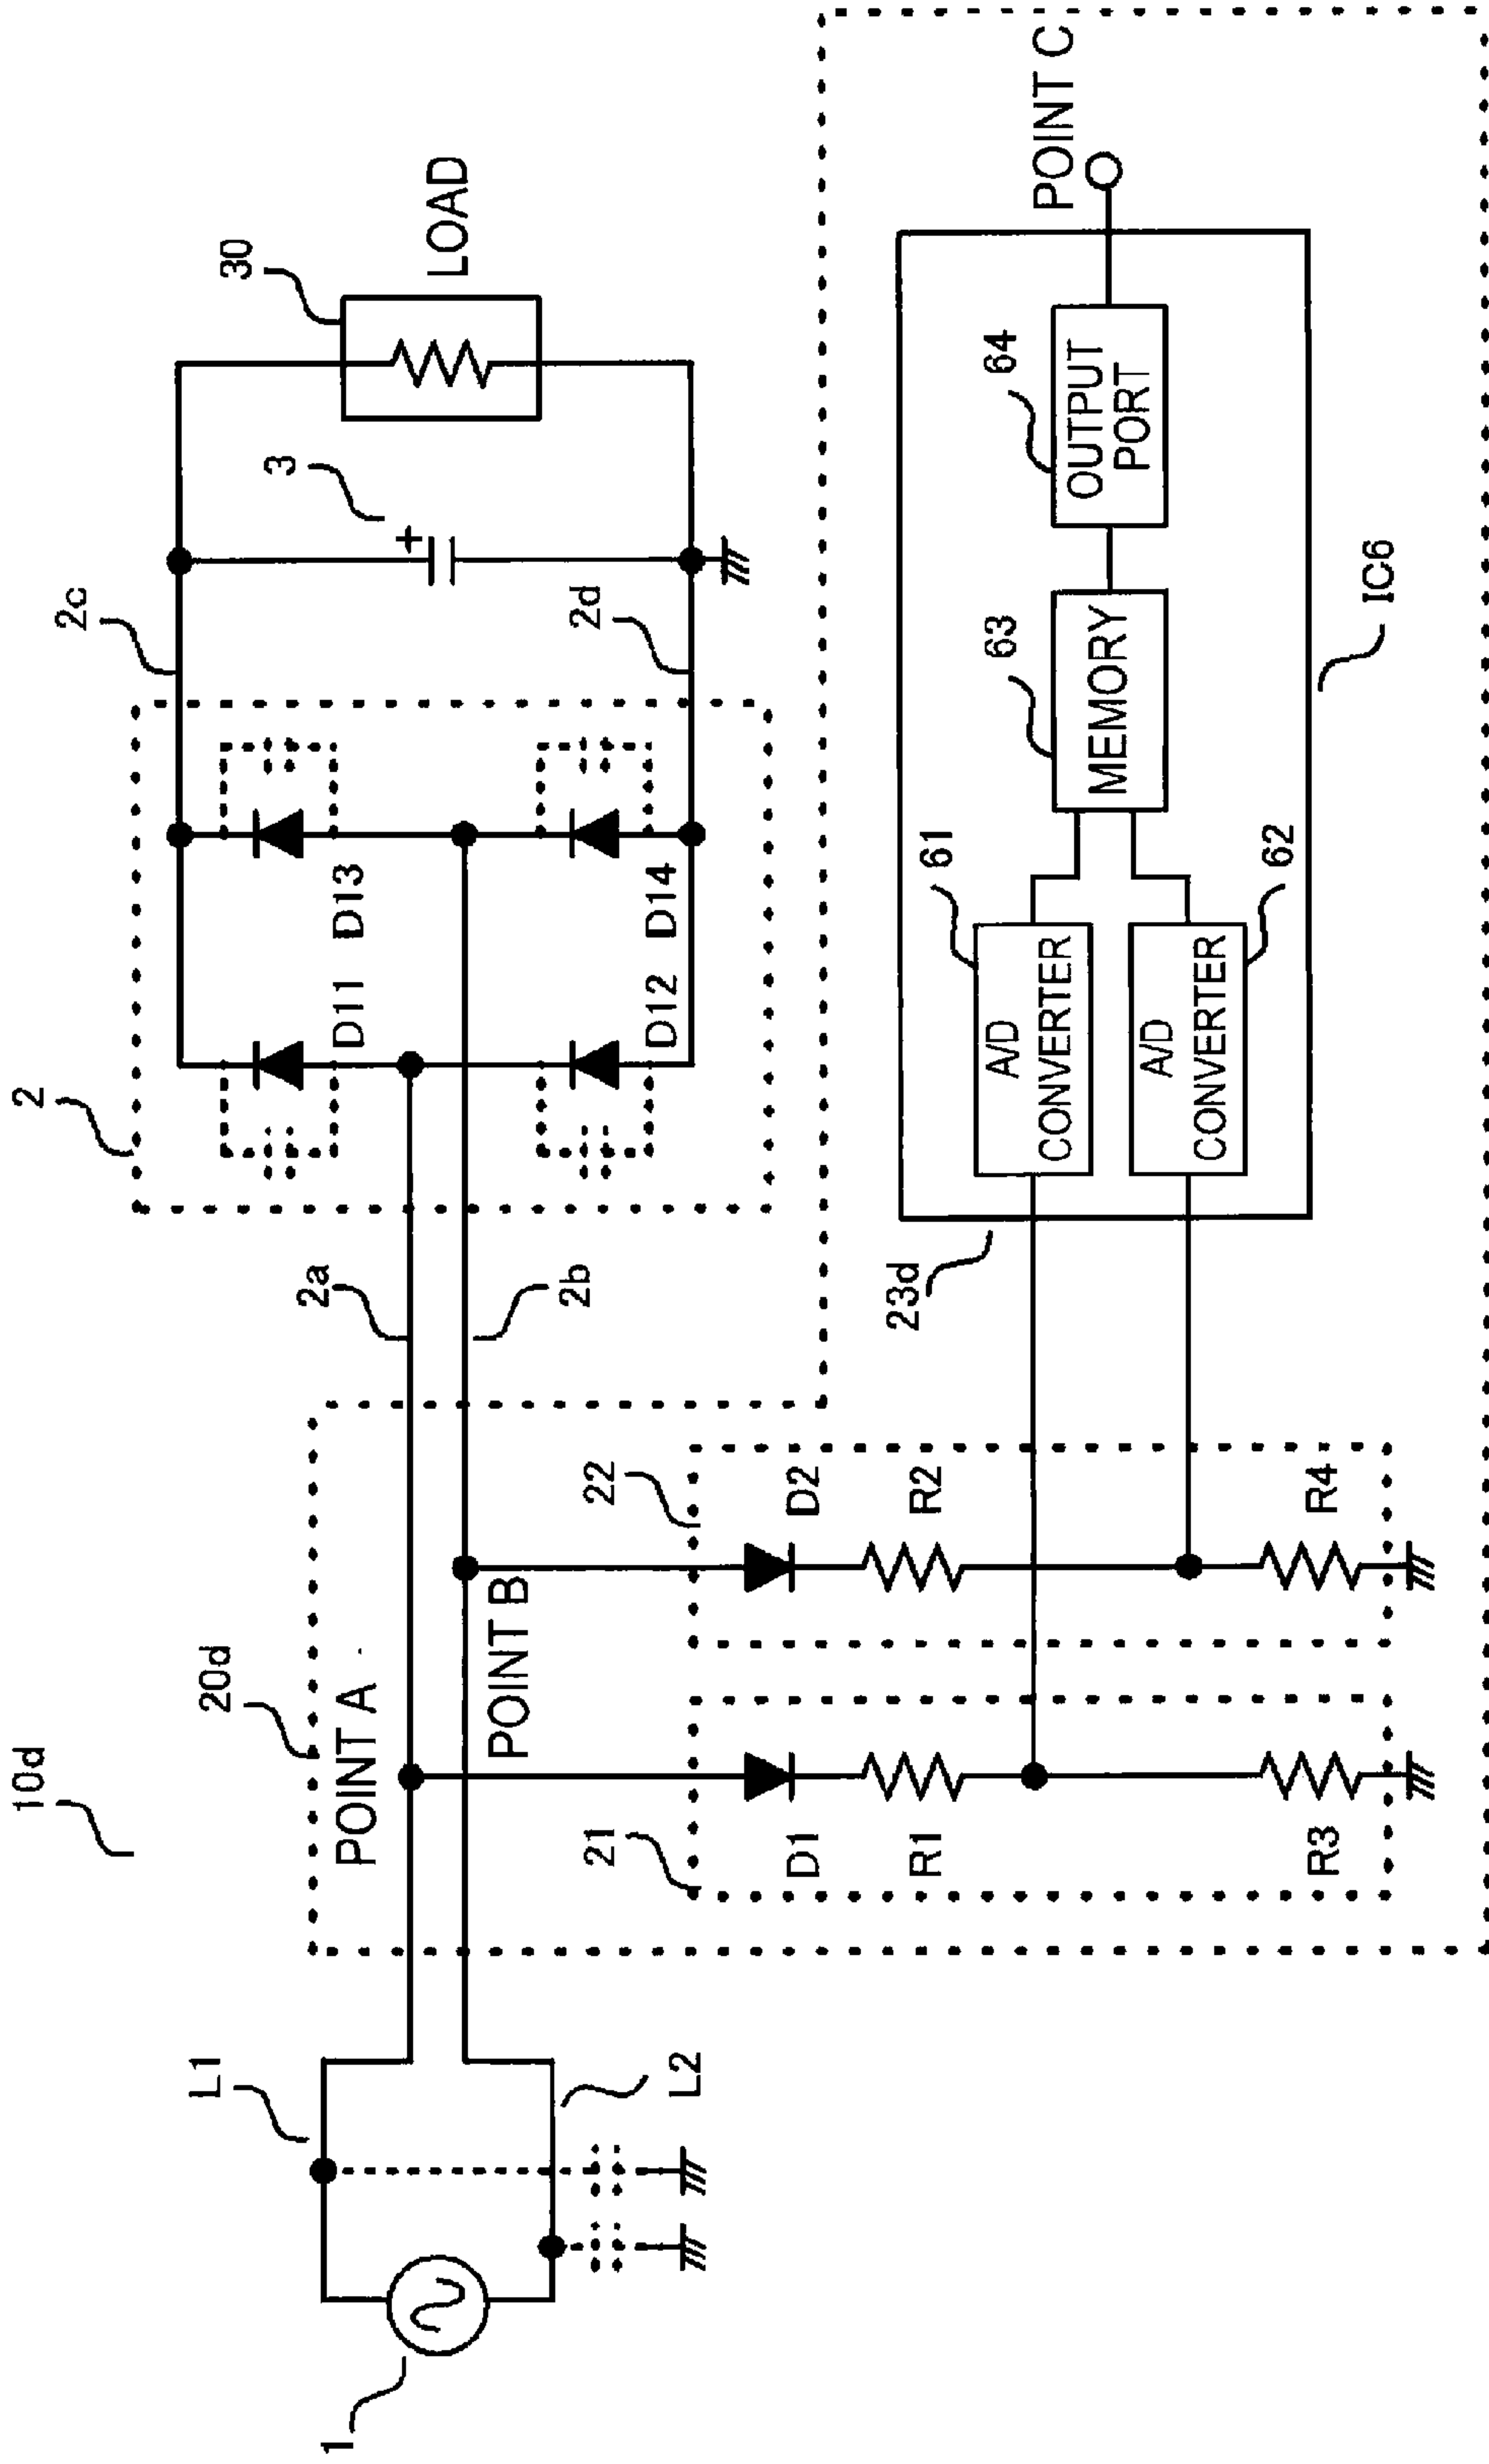 10d
1
L1
L2
20d
POINT A
POINT B
2a
2b
2
D11
D13
D12
D14
2c
2d
3
+
30
LOAD
21
D1
R1
R3
22
D2
R2
R4
23d
61
A/D
CONVERTER
A/D
CONVERTER
62
63
MEMORY
64
OUTPUT
PORT
POINT C
IC6